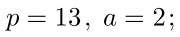 p = 13, a = 2;